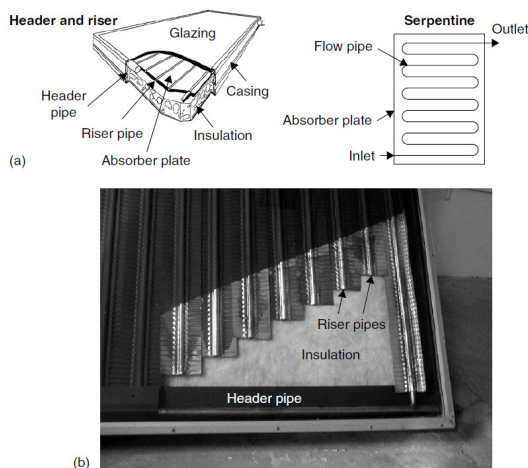 Header and riser
Glazing
Header
pipe
Riser pipe
Absorber plate
Casing
Insulation
(a)
Serpentine
Outlet
Flow pipe
Absorber plate
Inlet
Riser pipes
Insulation
Header pipe
(b)